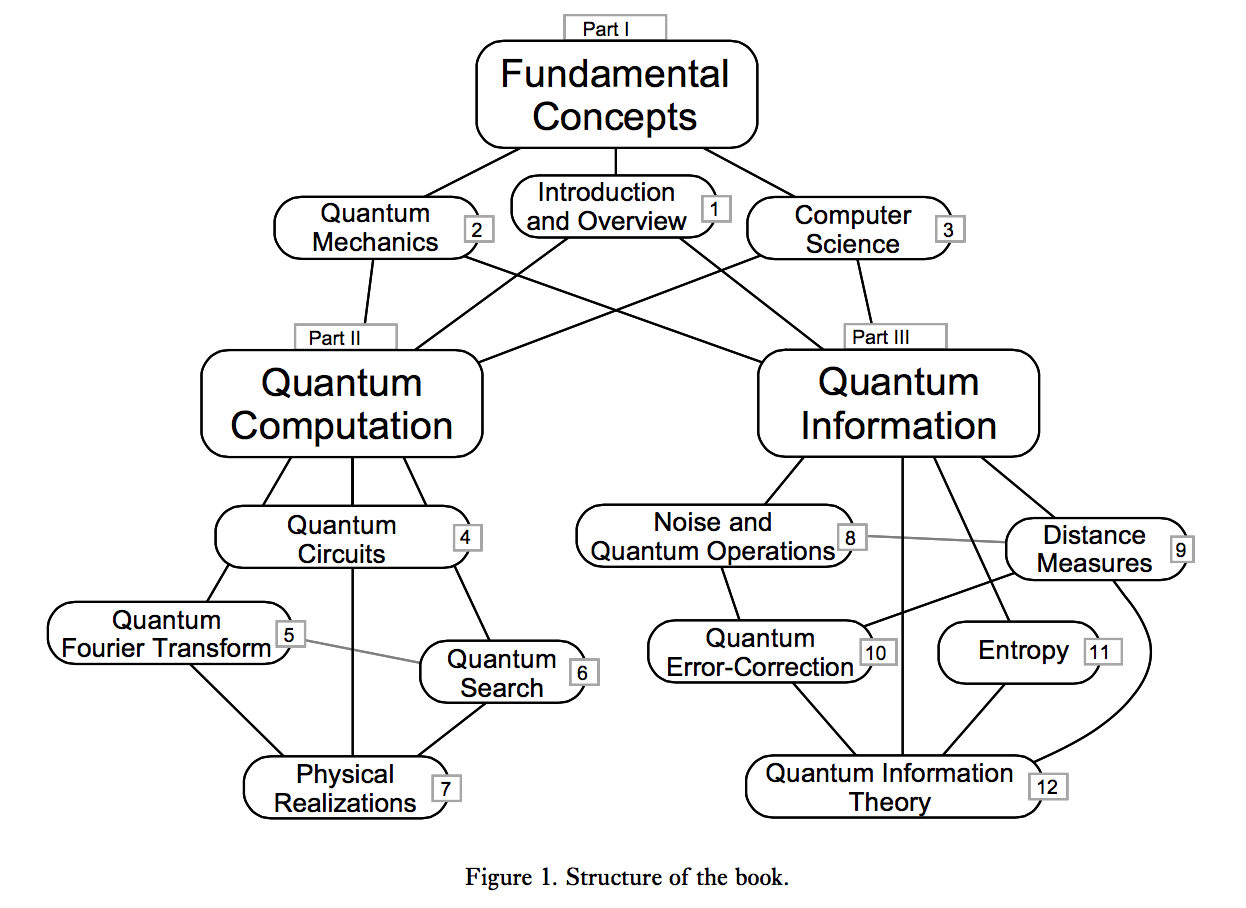 Part I
Fundamental
Concepts
Introduction
and Overview
1
Quantum
Mechanics
2
Computer
Science
3
Part II
Quantum
Computation
Part III
Quantum
Information
Quantum
Circuits
4
Quantum
Fourier Transform
5
Quantum
Search
6
Physical
Realizations
7
Noise and
Quantum Operations
8
Distance
Measures
9
Quantum
Error-Correction
10
Entropy
11
Quantum Information
Theory
12
Figure 1. Structure of the book.